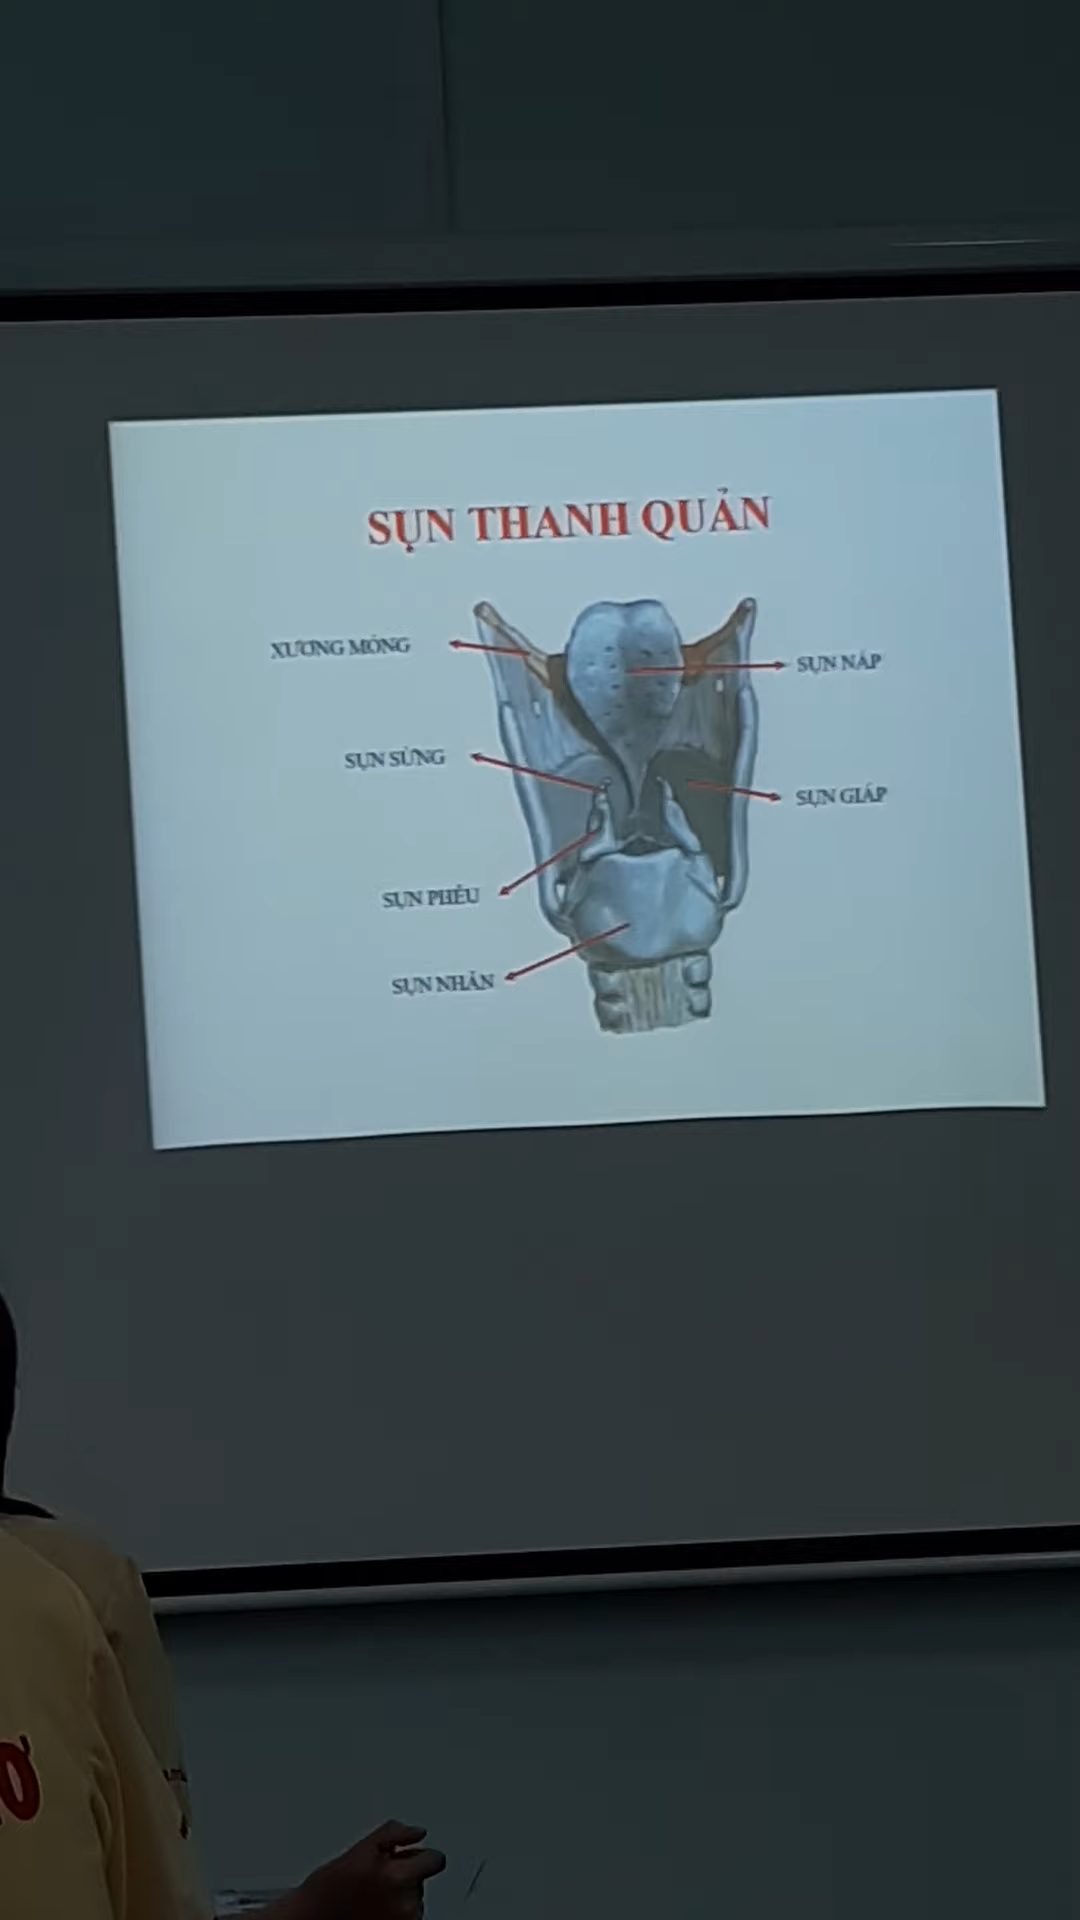 SỤN THANH QUẢN
XƯƠNG MÓNG
SỤN NẮP
SỤN SỪNG
SỤN GIÁP
SỤN PHỄU
SỤN NHẪN
Ơ